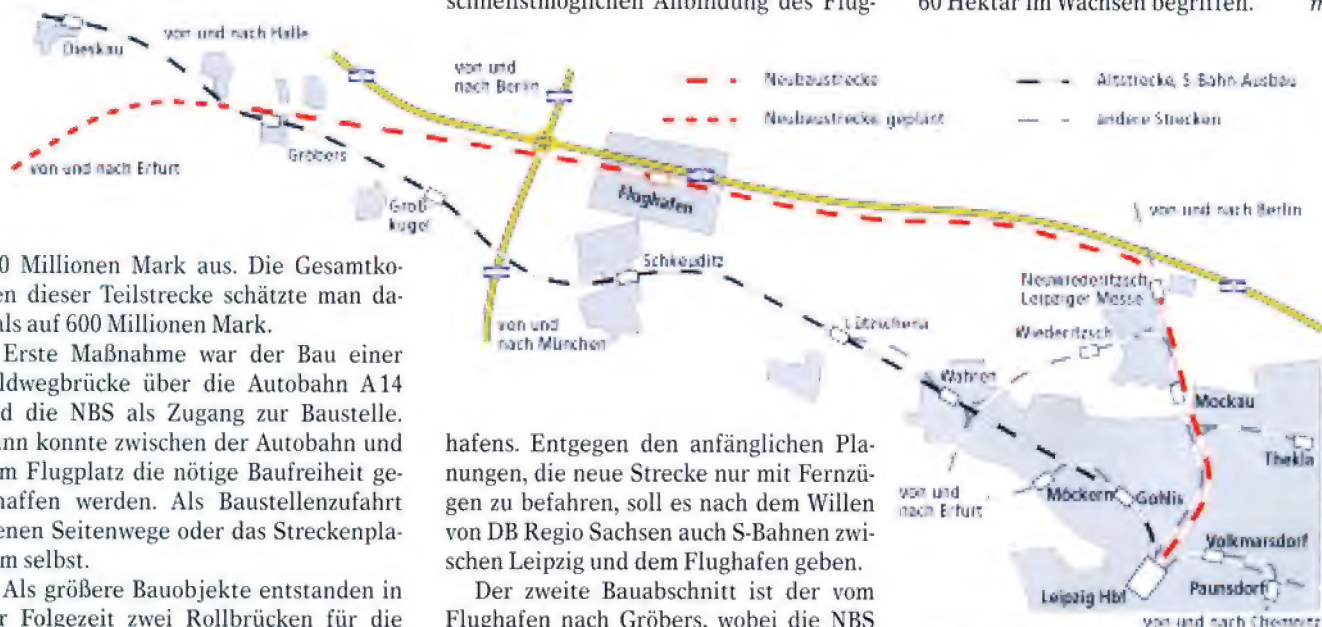 schnellstmöglichen Anbindung des Flug-
60 Hektar im Wachsen begriffen.
Dieskau
von und nach Halle
von und
nach Berlin
Neubaustrecke
Neubaustrecke, geplant
Altstrecke, S-Bahn-Ausbau
andere Strecken
Gröbers
von und nach Erfurt
Groß
kugel
Flughafen
Schkeuditz
von und nach Berlin
Neuwiederitzsch
Leipziger Messe
Wiederitzsch
Lützschena
von und
nach München
Wahren
Mockau
Thekla
von und
nach Erfurt
Möckern
Gohlis
Volkmarsdorf
Paunsdorf
Leipzig Hbf
von und nach Chemnitz
0 Millionen Mark aus. Die Gesamtko-
en dieser Teilstrecke schätzte man da-
als auf 600 Millionen Mark.
Erste Maßnahme war der Bau einer
ldwegbrücke über die Autobahn A 14
d die NBS als Zugang zur Baustelle.
ann konnte zwischen der Autobahn und
m Flugplatz die nötige Baufreiheit ge-
haffen werden. Als Baustellenzufahrt
enen Seitenwege oder das Streckenpla-
m selbst.
Als größere Bauobjekte entstanden in
r Folgezeit zwei Rollbrücken für die
hafens. Entgegen den anfänglichen Pla-
nungen, die neue Strecke nur mit Fernzü-
gen zu befahren, soll es nach dem Willen
von DB Regio Sachsen auch S-Bahnen zwi-
schen Leipzig und dem Flughafen geben.
Der zweite Bauabschnitt ist der vom
Flughafen nach Gröbers, wobei die NBS